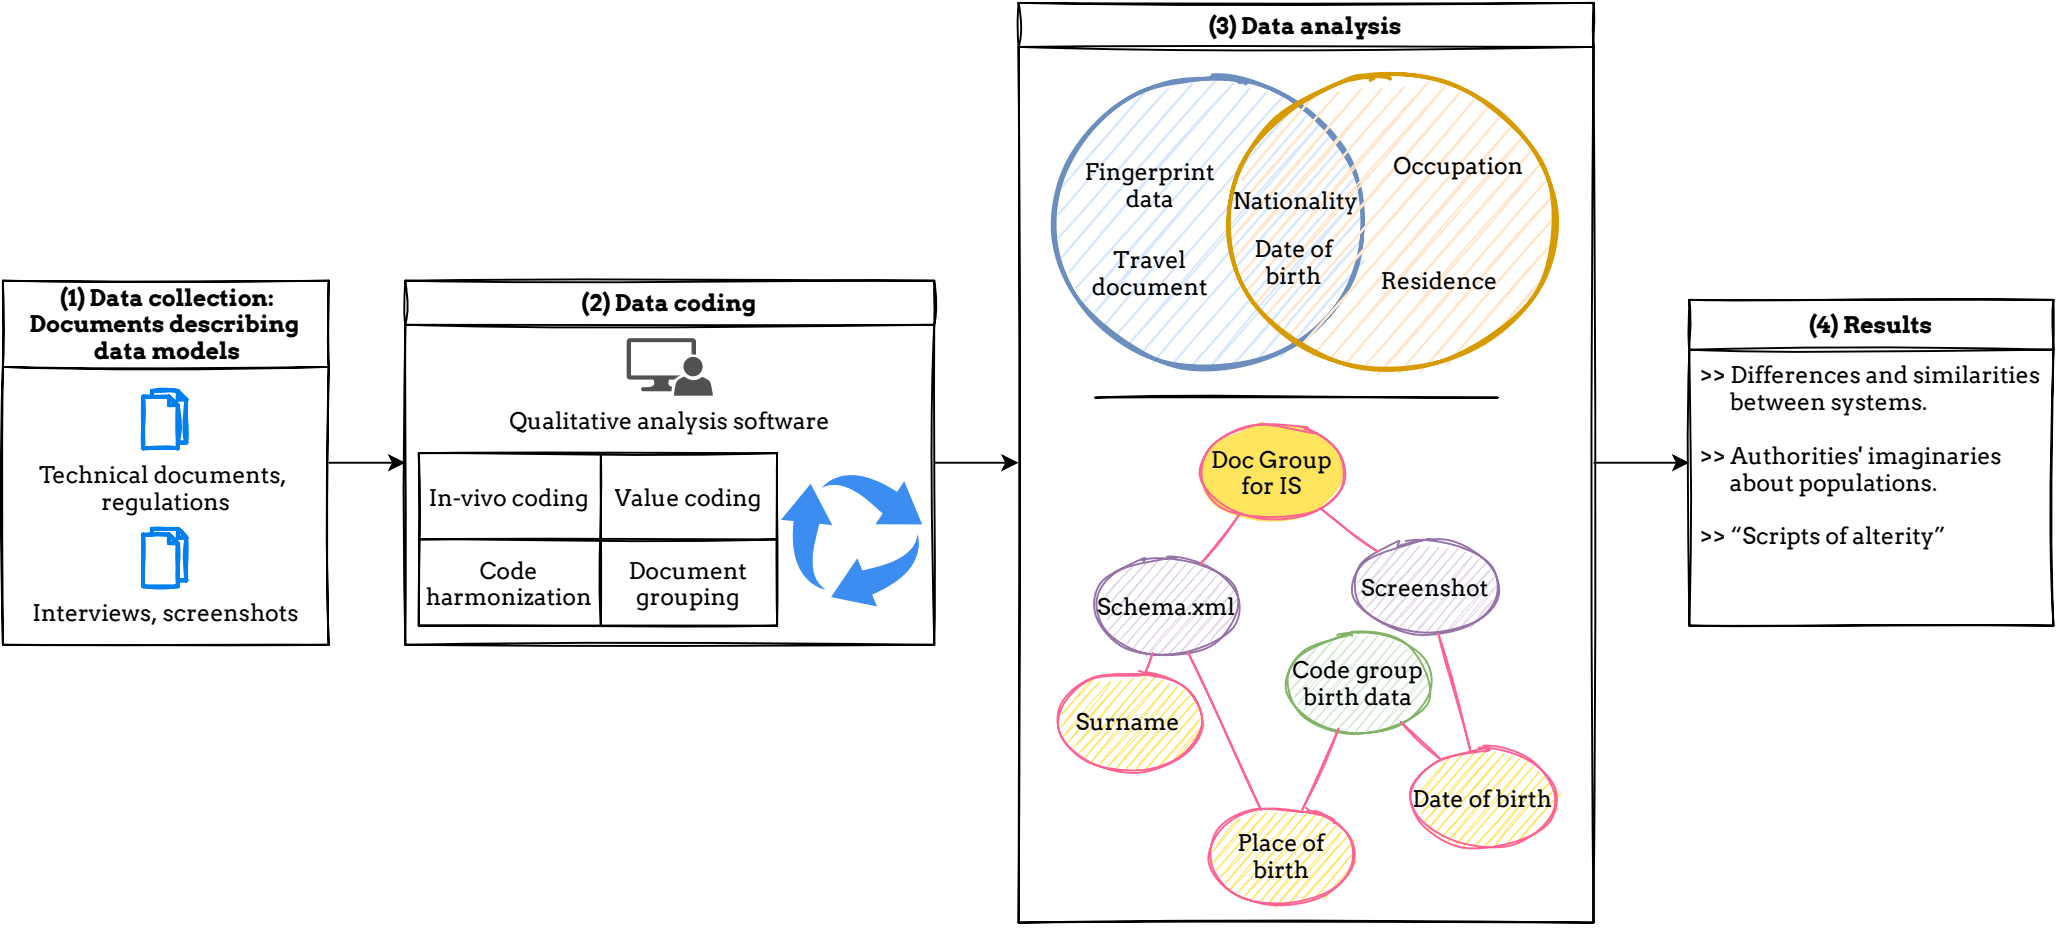 (1) Data collection:
Documents describing
data models
Technical documents,
regulations
Interviews, screenshots
(2) Data coding
Qualitative analysis software
In-vivo coding
Value coding
Code
harmonization
Document
grouping
(3) Data analysis
Fingerprint
data
Travel
document
Nationality
Date of
birth
Occupation
Residence
Doc Group
for IS
Schema.xml
Screenshot
Code group
birth data
Surname
Date of birth
Place of
birth
(4) Results
>> Differences and similarities
between systems.
>> Authorities' imaginaries
about populations.
>> “Scripts of alterity”